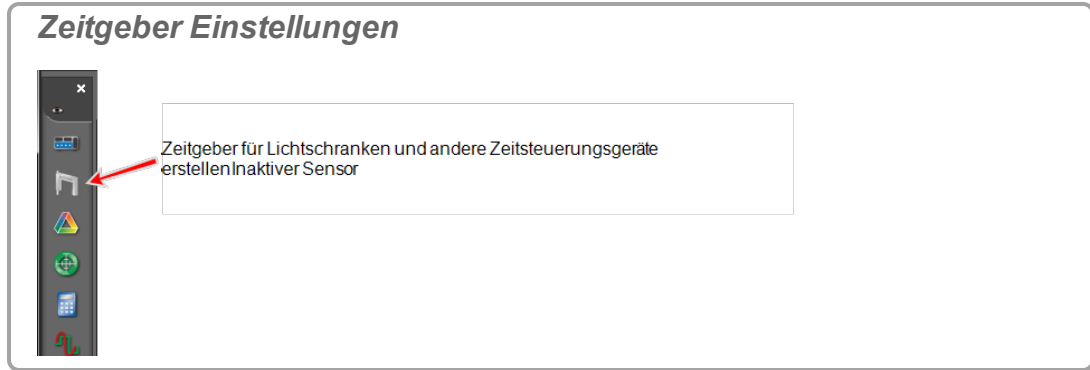 Zeitgeber Einstellungen
Zeitgeber für Lichtschranken und andere Zeitsteuerungsgeräte
erstellenInaktiver Sensor